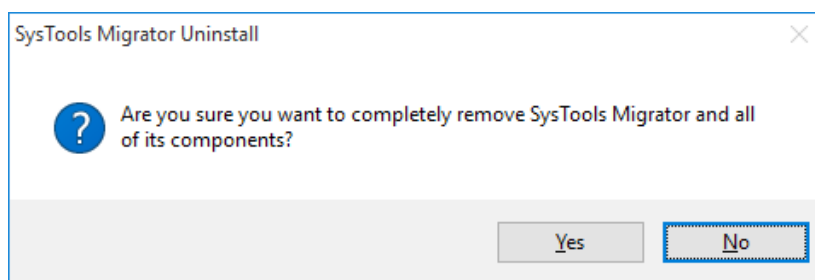 SysTools Migrator Uninstall
Are you sure you want to completely remove SysTools Migrator and all
of its components?
Yes
No